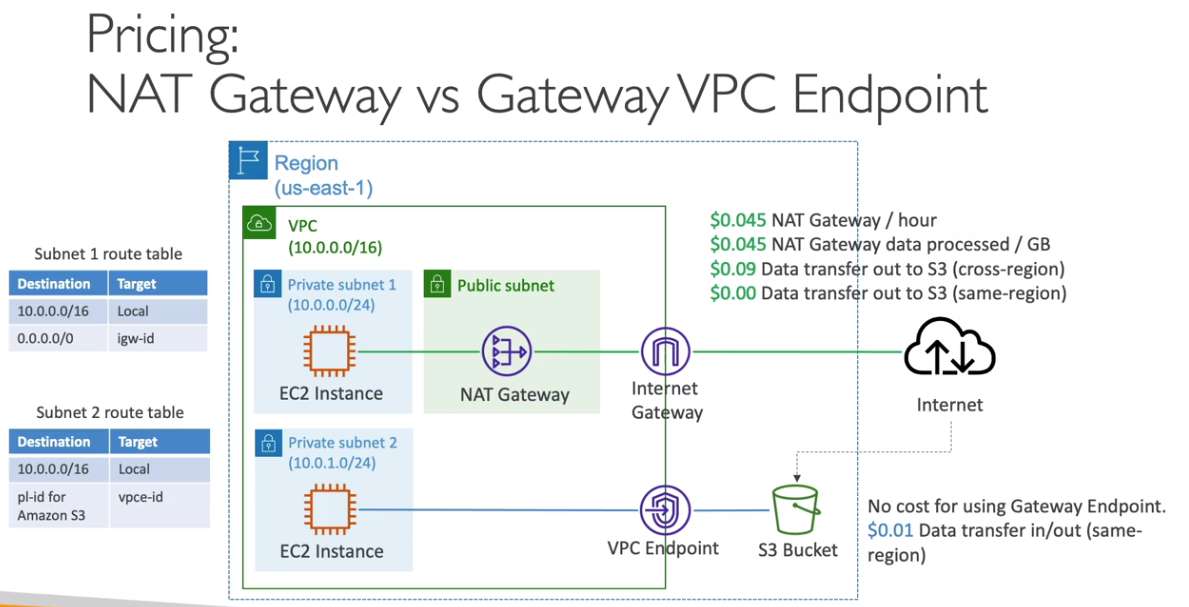 Pricing:
NAT Gateway vs Gateway VPC Endpoint
Region
(us-east-1)
VPC
(10.0.0.0/16)
Subnet 1 route table
Destination Target
10.0.0.0/16 Local
0.0.0.0/0 igw-id
Private subnet 1
(10.0.0.0/24)
EC2 Instance
Public subnet
NAT Gateway
Internet
Gateway
$0.045 NAT Gateway / hour
$0.045 NAT Gateway data processed / GB
$0.09 Data transfer out to S3 (cross-region)
$0.00 Data transfer out to S3 (same-region)
Internet
Subnet 2 route table
Destination Target
10.0.0.0/16 Local
pl-id for vpce-id
Amazon S3
Private subnet 2
(10.0.1.0/24)
EC2 Instance
VPC Endpoint
S3 Bucket
No cost for using Gateway Endpoint.
$0.01 Data transfer in/out (same-
region)